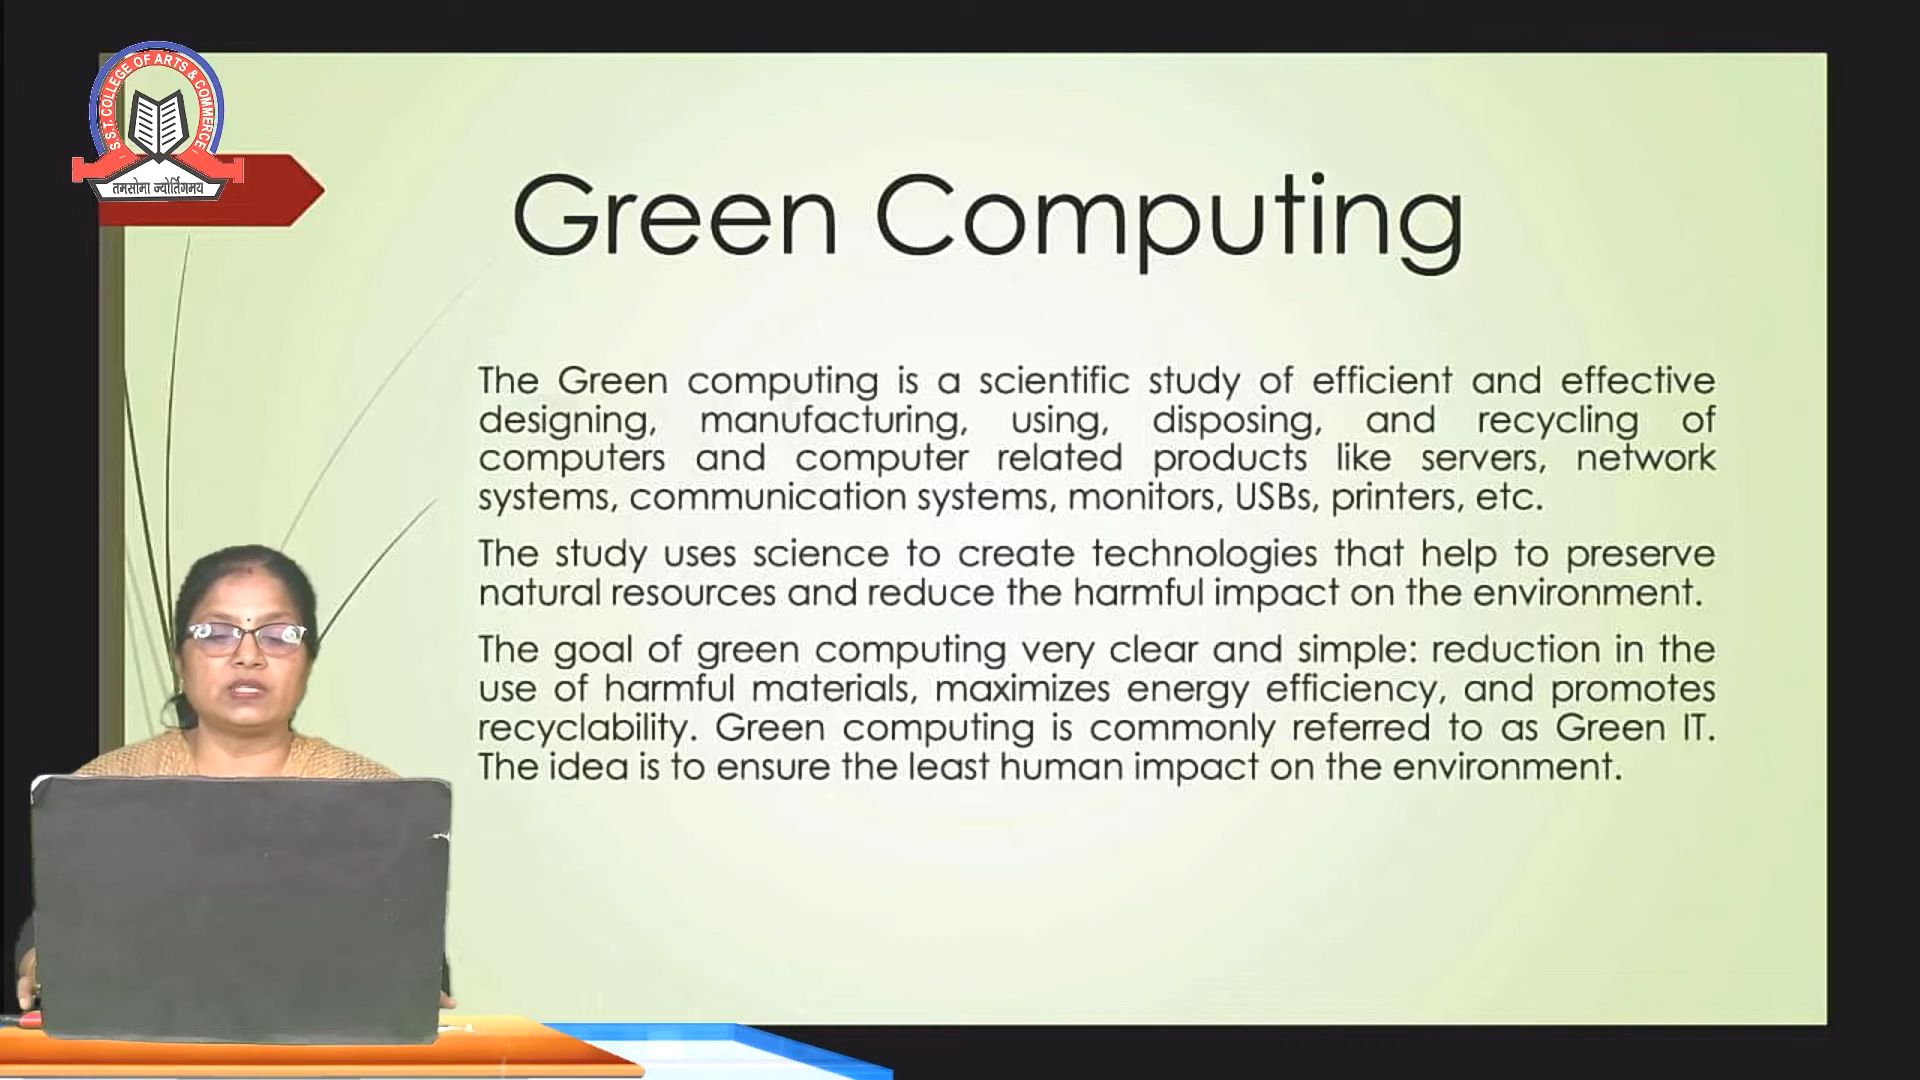 S.S.T. COLLEGE OF ARTS & COMMERCE
तमसोमा ज्योर्तिगमय
Green Computing
The Green computing is a scientific study of efficient and effective
designing, manufacturing, using, disposing, and recycling of
computers and computer related products like servers, network
systems, communication systems, monitors, USBs, printers, etc.
The study uses science to create technologies that help to preserve
natural resources and reduce the harmful impact on the environment.
The goal of green computing very clear and simple: reduction in the
use of harmful materials, maximizes energy efficiency, and promotes
recyclability. Green computing is commonly referred to as Green IT.
The idea is to ensure the least human impact on the environment.